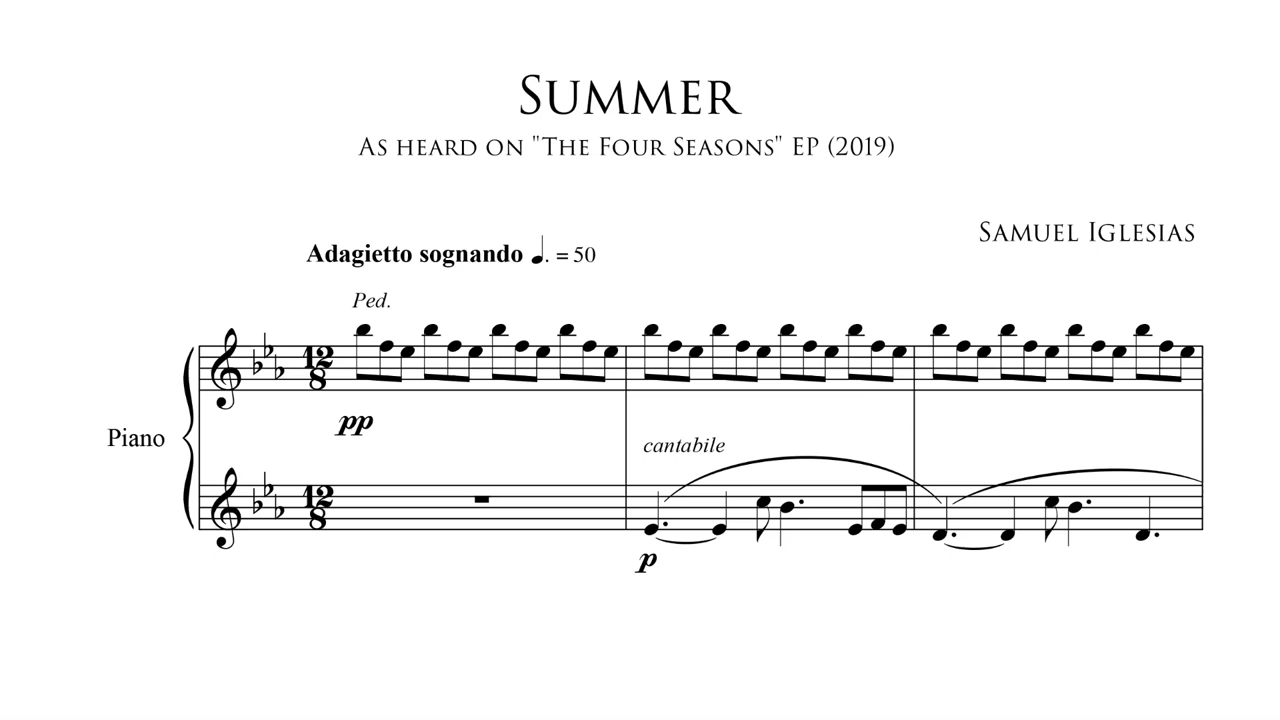 SUMMER
AS HEARD ON "THE FOUR SEASONS" EP (2019)
SAMUEL IGLESIAS
Adagietto sognando ♩. = 50
Ped.
12
8
pp
Piano
cantabile
12
8
p